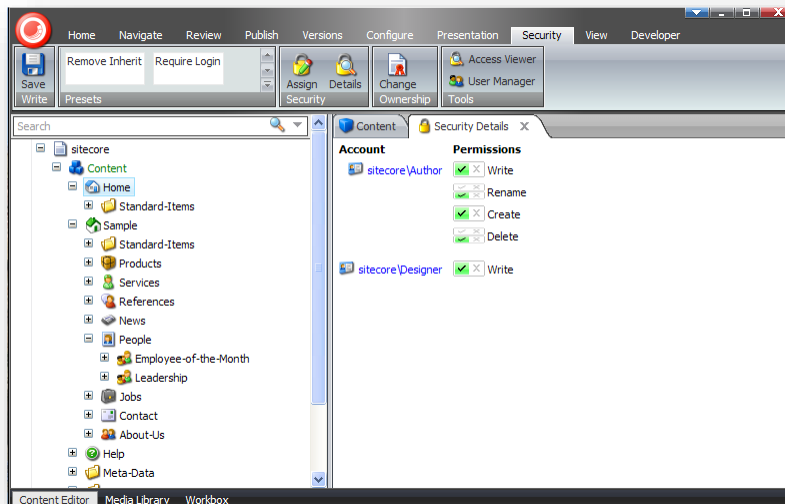 Home Navigate Review Publish Versions Configure Presentation Security View Developer
Remove Inherit Require Login
Access Viewer
User Manager
Save Assign Details Change
Write Presets Security Ownership Tools
Search
Content Security Details X
sitecore
Content
Home
Standard-Items
Sample
Standard-Items
Products
Services
References
News
People
Employee-of-the-Month
Leadership
Jobs
Contact
About-Us
Help
Meta-Data
Account Permissions
sitecore\Author Write
Rename
Create
Delete
sitecore\Designer Write
Content Editor Media Library Workbox